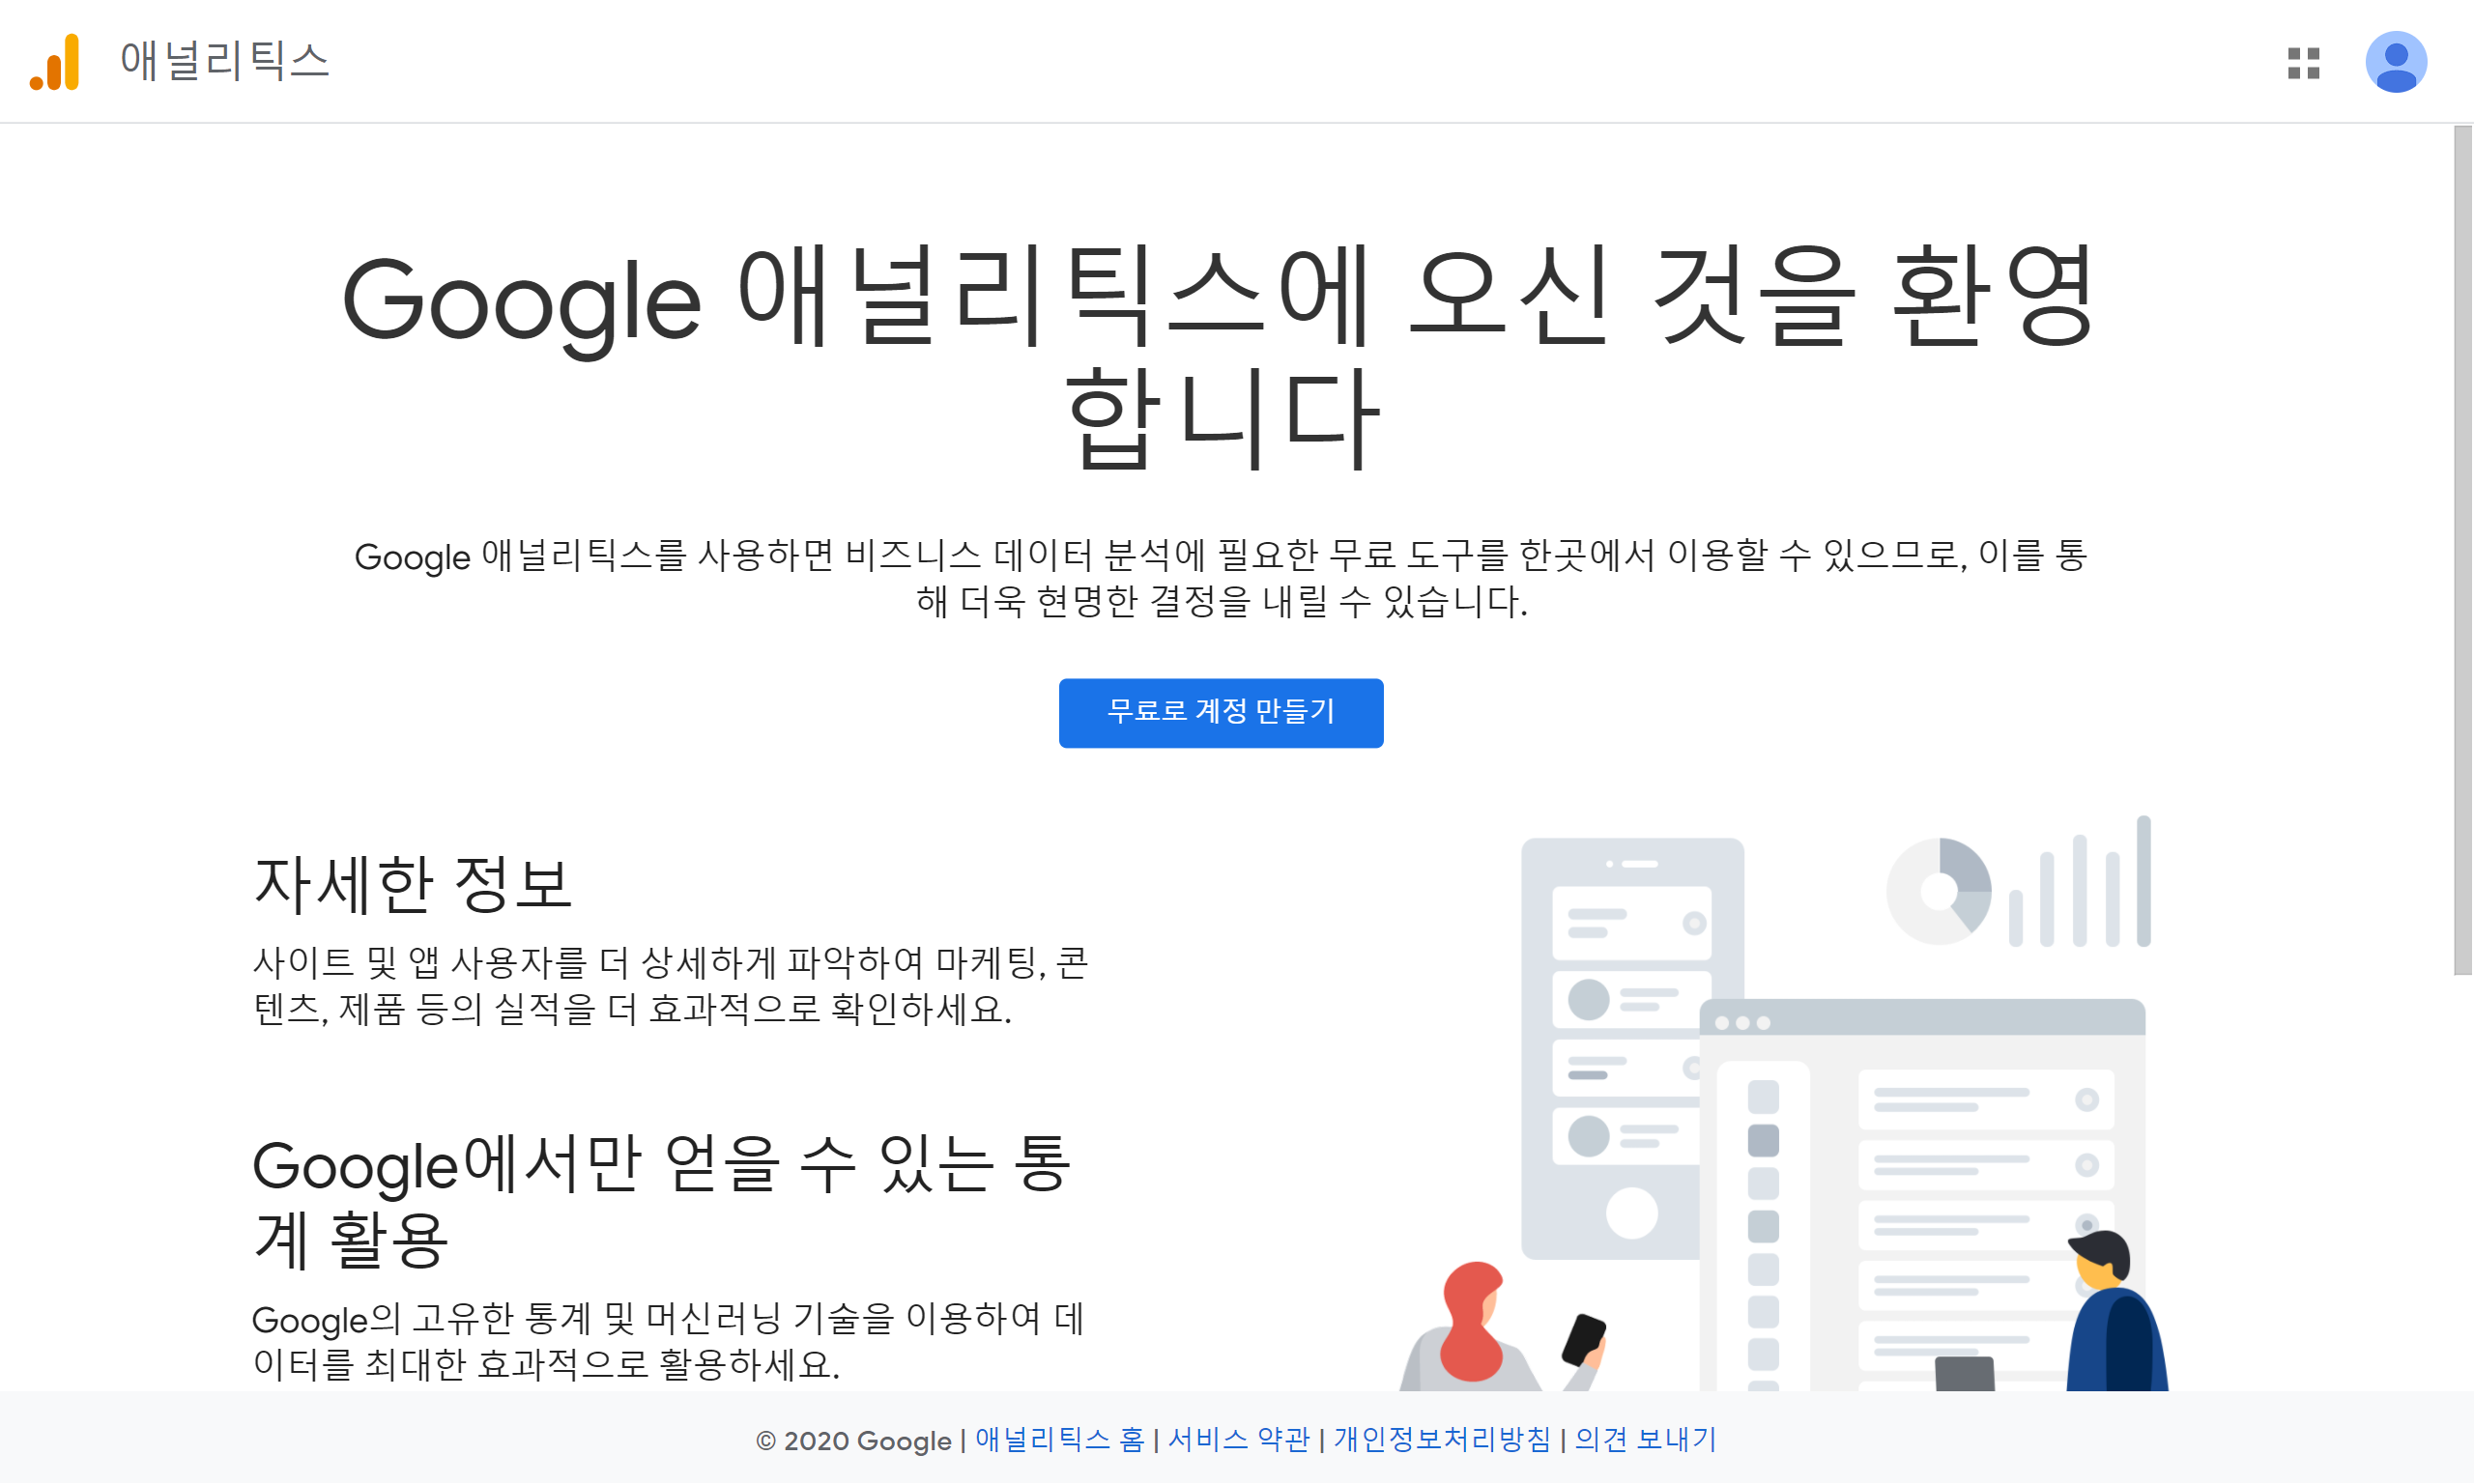 애널리틱스
Google 애널리틱스에 오신 것을 환영
합니다
Google 애널리틱스를 사용하면 비즈니스 데이터 분석에 필요한 무료 도구를 한곳에서 이용할 수 있으므로, 이를 통
해 더욱 현명한 결정을 내릴 수 있습니다.
무료로 계정 만들기
자세한 정보
사이트 및 앱 사용자를 더 상세하게 파악하여 마케팅, 콘
텐츠, 제품 등의 실적을 더 효과적으로 확인하세요.
Google에서만 얻을 수 있는 통
계 활용
Google의 고유한 통계 및 머신러닝 기술을 이용하여 데
이터를 최대한 효과적으로 활용하세요.
© 2020 Google | 애널리틱스 홈 | 서비스 약관 | 개인정보처리방침 | 의견 보내기